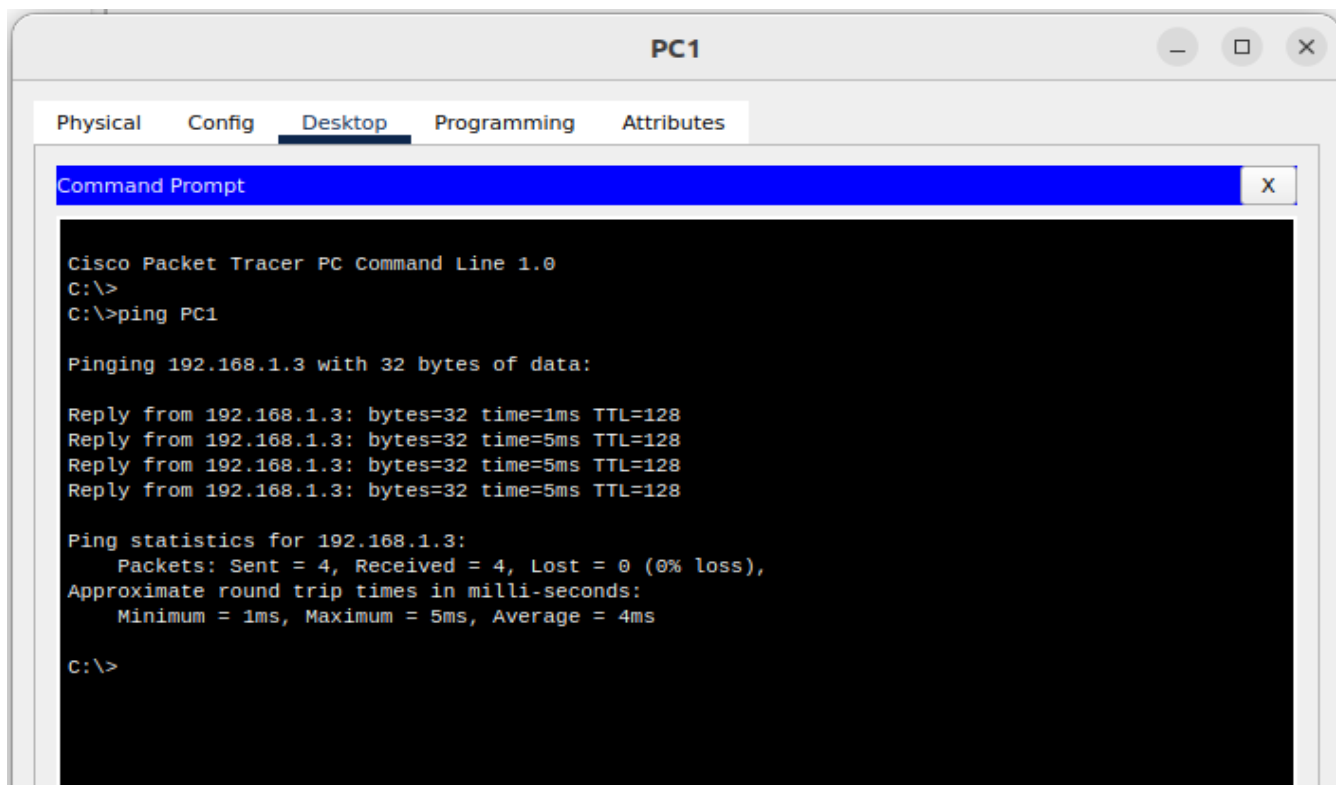 PC1
Physical Config Desktop Programming Attributes
Command Prompt X
Cisco Packet Tracer PC Command Line 1.0
C:\>
C:\>ping PC1
Pinging 192.168.1.3 with 32 bytes of data:
Reply from 192.168.1.3: bytes=32 time=1ms TTL=128
Reply from 192.168.1.3: bytes=32 time=5ms TTL=128
Reply from 192.168.1.3: bytes=32 time=5ms TTL=128
Reply from 192.168.1.3: bytes=32 time=5ms TTL=128
Ping statistics for 192.168.1.3:
    Packets: Sent = 4, Received = 4, Lost = 0 (0% loss),
Approximate round trip times in milli-seconds:
    Minimum = 1ms, Maximum = 5ms, Average = 4ms
C:\>